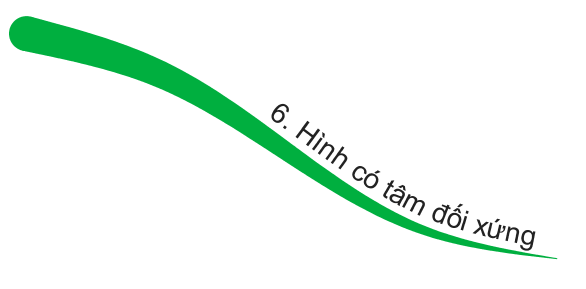 6. Hình có tâm đối xứng